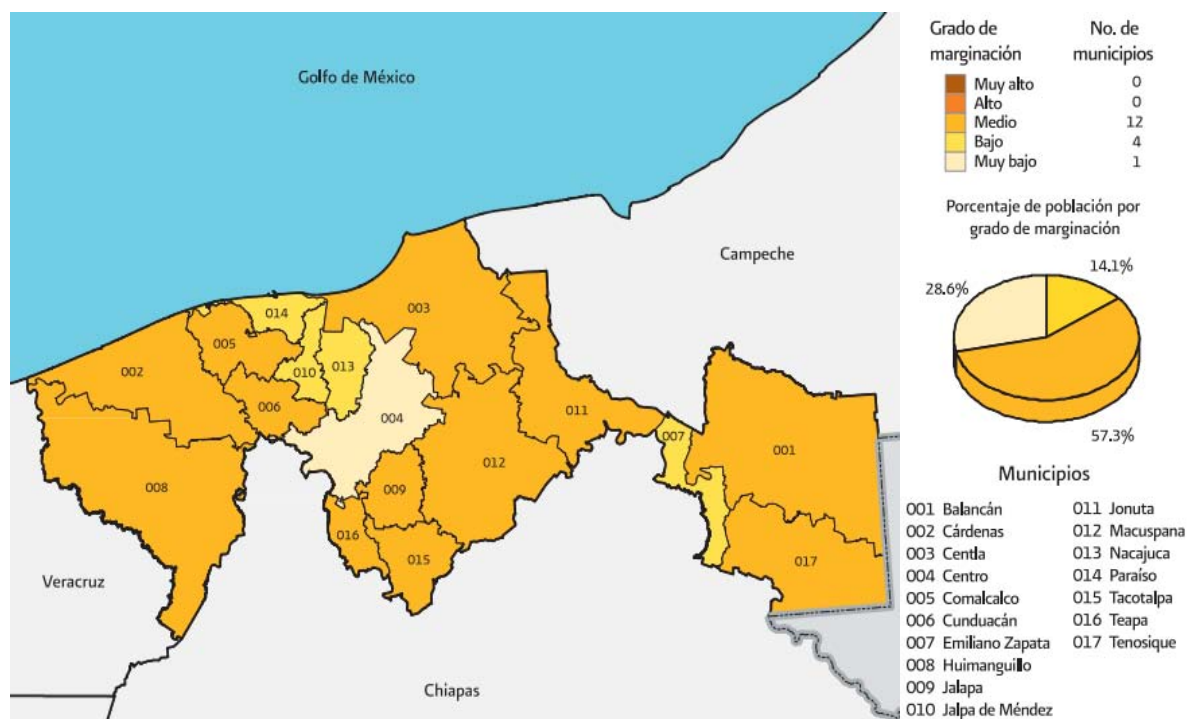 Golfo de México
Campeche
Veracruz
Chiapas
014
003
005
002
010
013
006
004
011
007
001
012
008
009
016
015
017
Grado de marginación No. de municipios
Muy alto 0
Alto 0
Medio 12
Bajo 4
Muy bajo 1
Porcentaje de población por
grado de marginación
14.1%
28.6%
57.3%
Municipios
001 Balancán
002 Cárdenas
003 Centla
004 Centro
005 Comalcalco
006 Cunduacán
007 Emiliano Zapata
008 Huimanguillo
009 Jalapa
010 Jalpa de Méndez
011 Jonuta
012 Macuspana
013 Nacajuca
014 Paraíso
015 Tacotalpa
016 Teapa
017 Tenosique